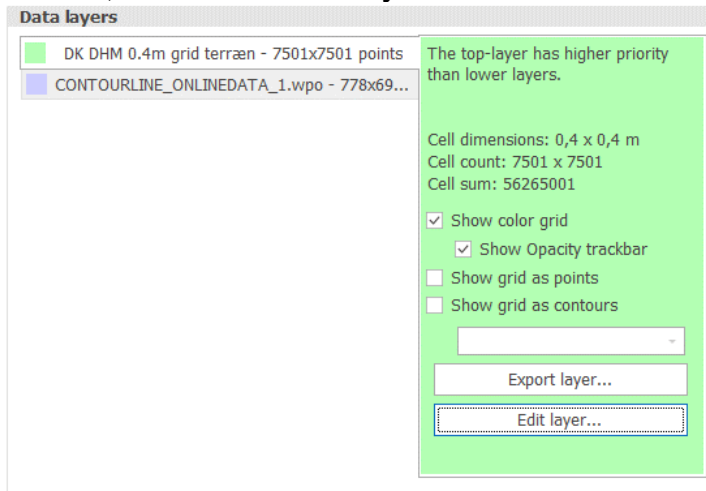 Data layers
DK DHM 0.4m grid terræn - 7501x7501 points
CONTOURLINE_ONLINEDATA_1.wpo - 778x69...
The top-layer has higher priority
than lower layers.
Cell dimensions: 0,4 x 0,4 m
Cell count: 7501 x 7501
Cell sum: 56265001
Show color grid
Show Opacity trackbar
Show grid as points
Show grid as contours
Export layer...
Edit layer...